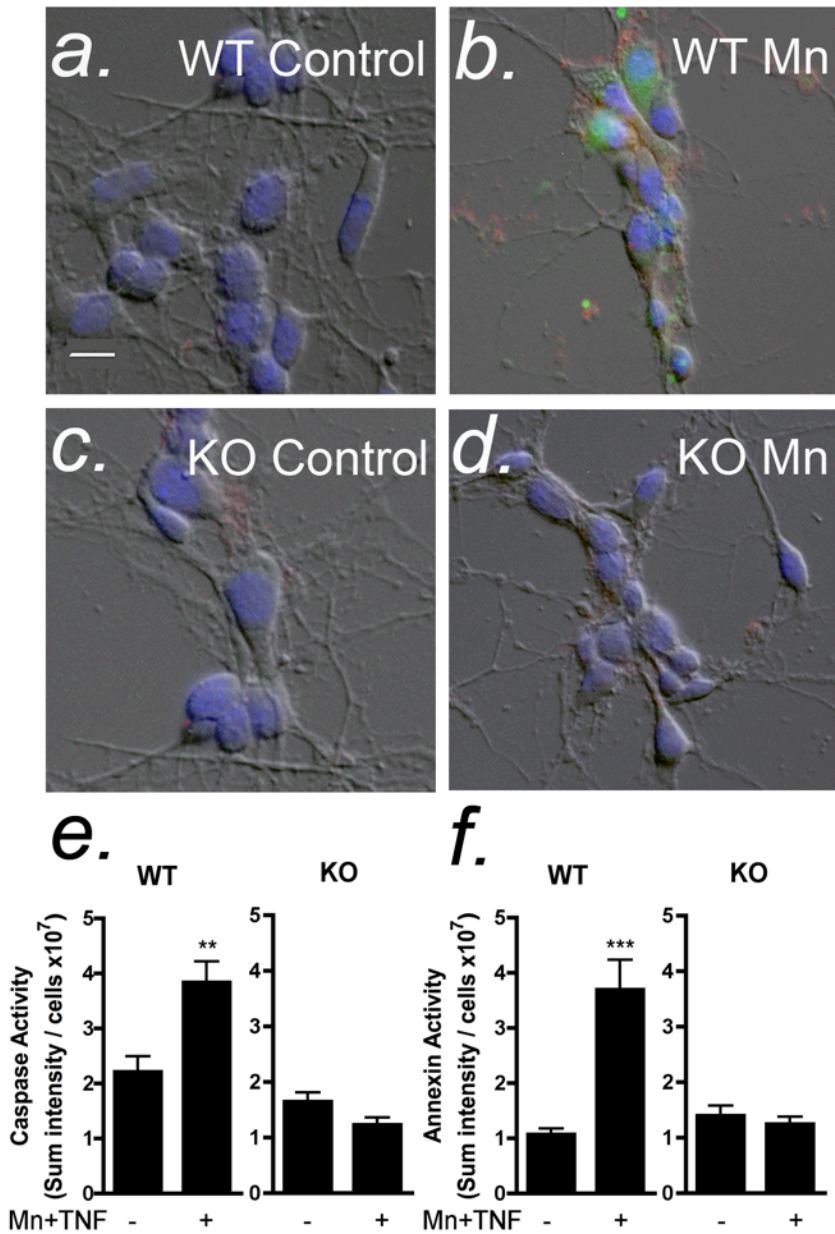 a. WT Control
b. WT Mn
c. KO Control
d. KO Mn
e.
WT
KO
Caspase Activity
(Sum intensity / cells x10⁷)
5
4
3
2
1
0
**
5
4
3
2
1
0
Mn+TNF - + - +
f.
WT
KO
Annexin Activity
(Sum intensity / cells x10⁷)
5
4
3
2
1
0
***
5
4
3
2
1
0
Mn+TNF - + - +